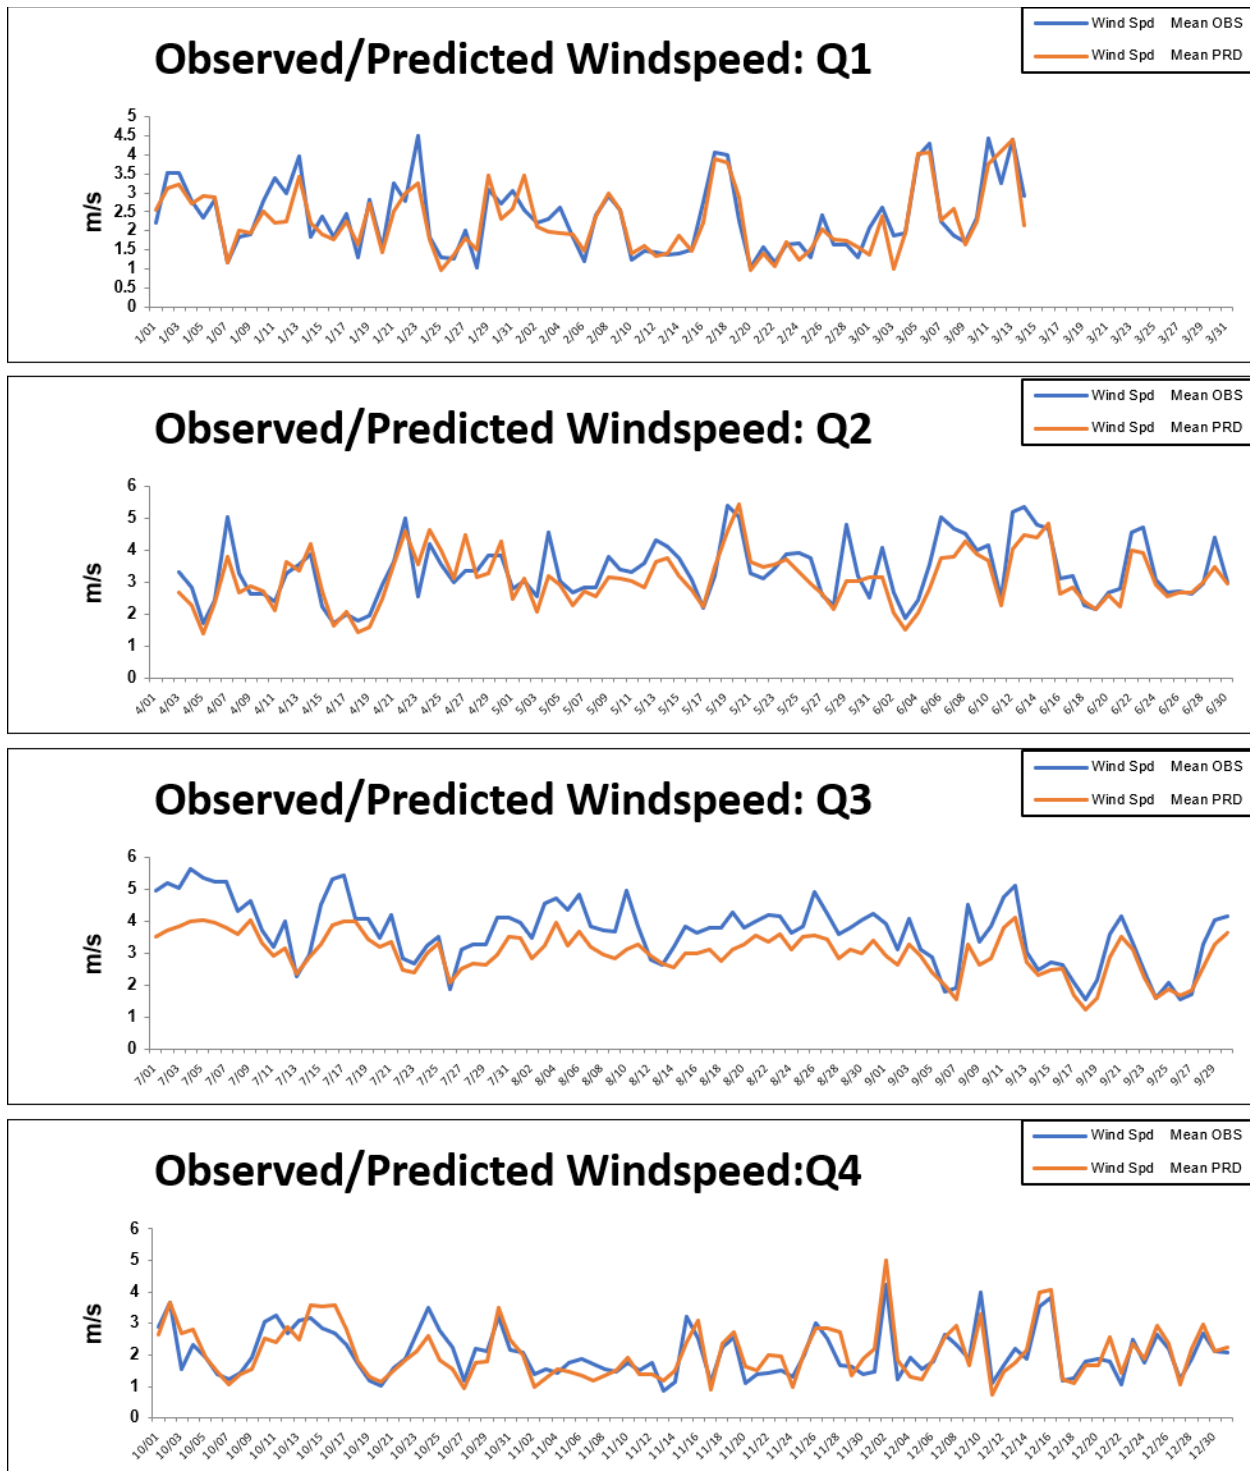 Wind Spd Mean OBS
Wind Spd Mean PRD
Observed/Predicted Windspeed: Q1
5
4.5
4
3.5
3
2.5
2
1.5
1
0.5
0
m/s
1/01 1/03 1/05 1/07 1/09 1/11 1/13 1/15 1/17 1/19 1/21 1/23 1/25 1/27 1/29 1/31 2/02 2/04 2/06 2/08 2/10 2/12 2/14 2/16 2/18 2/20 2/22 2/24 2/26 2/28 3/01 3/03 3/05 3/07 3/09 3/11 3/13 3/15 3/17 3/19 3/21 3/23 3/25 3/27 3/29 3/31
Wind Spd Mean OBS
Wind Spd Mean PRD
Observed/Predicted Windspeed: Q2
6
5
4
3
2
1
0
m/s
4/01 4/03 4/05 4/07 4/09 4/11 4/13 4/15 4/17 4/19 4/21 4/23 4/25 4/27 4/29 5/01 5/03 5/05 5/07 5/09 5/11 5/13 5/15 5/17 5/19 5/21 5/23 5/25 5/27 5/29 5/31 6/02 6/04 6/06 6/08 6/10 6/12 6/14 6/16 6/18 6/20 6/22 6/24 6/26 6/28 6/30
Wind Spd Mean OBS
Wind Spd Mean PRD
Observed/Predicted Windspeed: Q3
6
5
4
3
2
1
0
m/s
7/01 7/03 7/05 7/07 7/09 7/11 7/13 7/15 7/17 7/19 7/21 7/23 7/25 7/27 7/29 7/31 8/02 8/04 8/06 8/08 8/10 8/12 8/14 8/16 8/18 8/20 8/22 8/24 8/26 8/28 8/30 9/01 9/03 9/05 9/07 9/09 9/11 9/13 9/15 9/17 9/19 9/21 9/23 9/25 9/27 9/29
Wind Spd Mean OBS
Wind Spd Mean PRD
Observed/Predicted Windspeed:Q4
6
5
4
3
2
1
0
m/s
10/01 10/03 10/05 10/07 10/09 10/11 10/13 10/15 10/17 10/19 10/21 10/23 10/25 10/27 10/29 10/31 11/02 11/04 11/06 11/08 11/10 11/12 11/14 11/16 11/18 11/20 11/22 11/24 11/26 11/28 11/30 12/02 12/04 12/06 12/08 12/10 12/12 12/14 12/16 12/18 12/20 12/22 12/24 12/26 12/28 12/30